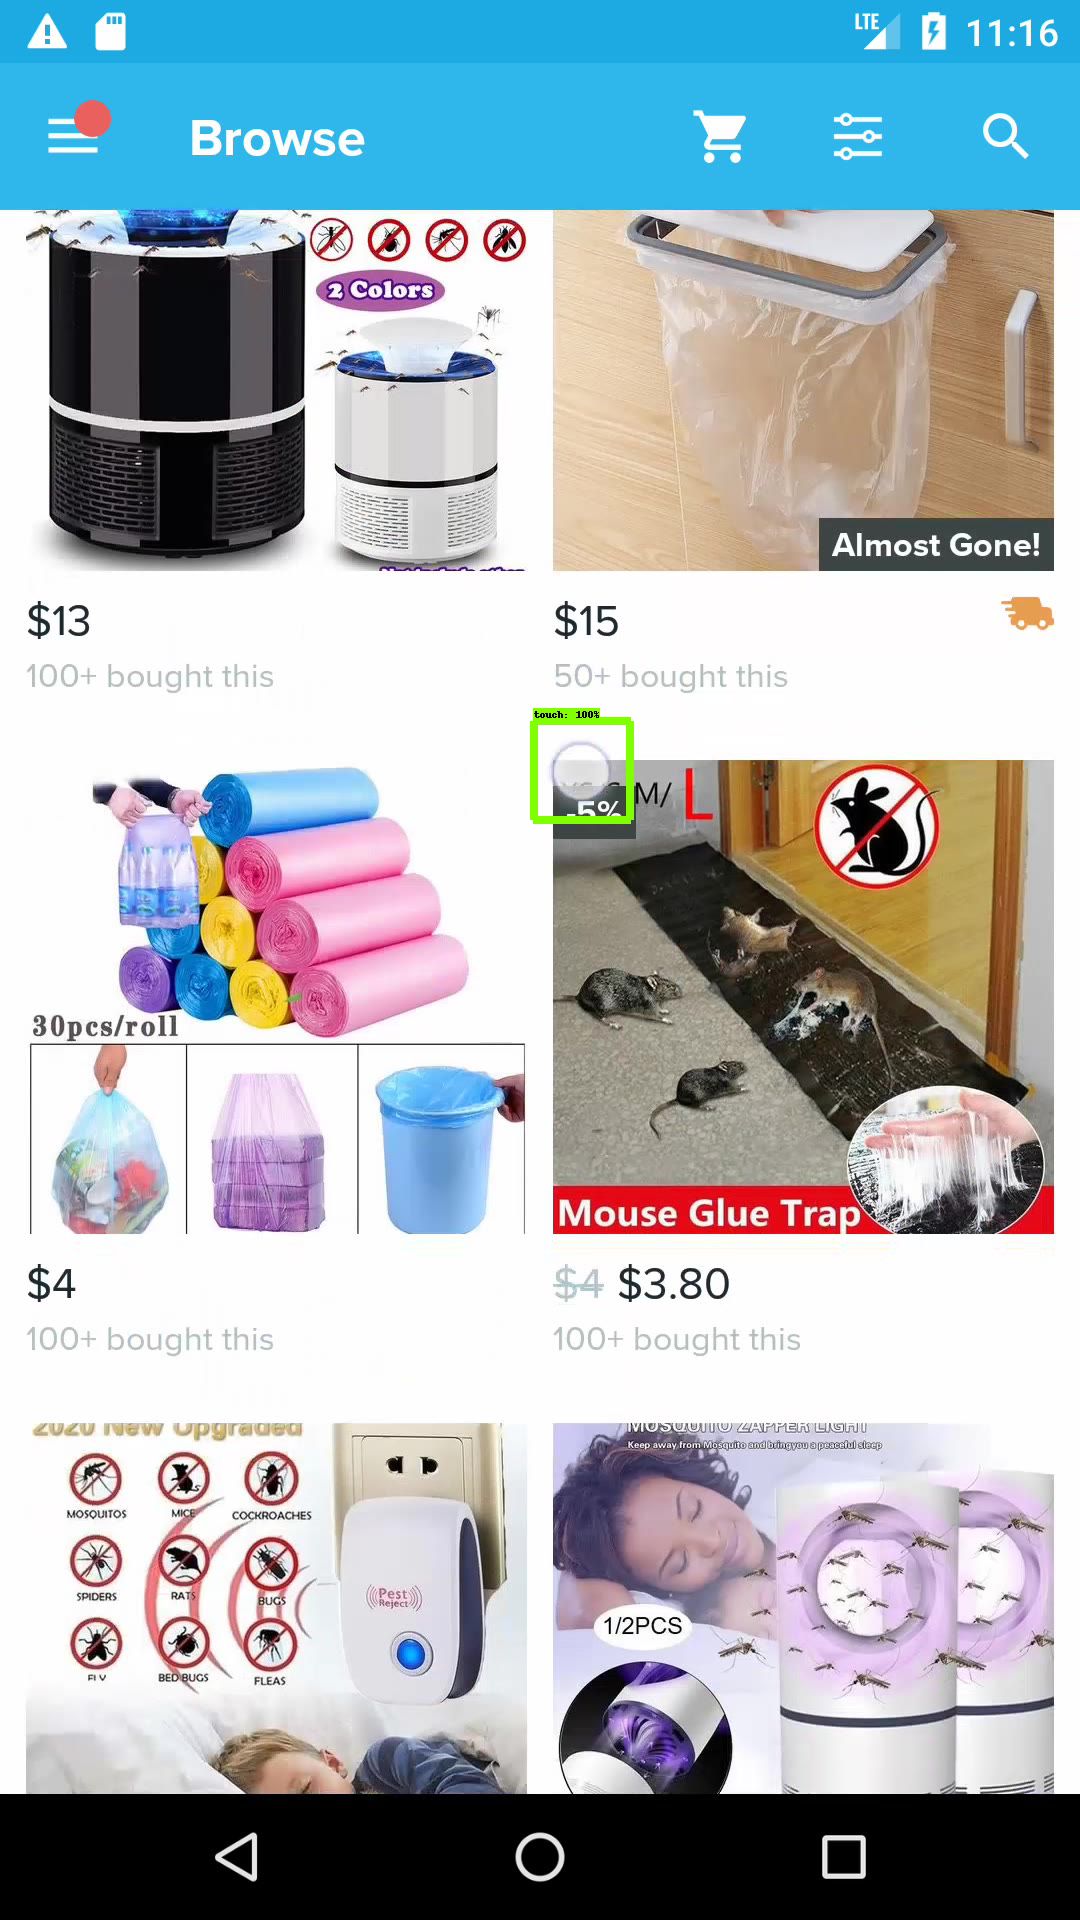 LTE 11:16
Browse
2 Colors
Almost Gone!
$13
$15
100+ bought this
50+ bought this
touch: 100%
M/ L
-5%
30pcs/roll
Mouse Glue Trap
$4
$4 $3.80
100+ bought this
100+ bought this
2020 New Upgraded
MOSQUITOS
MICE
COCKROACHES
SPIDERS
RATS
BUGS
Pest
Reject
FLY
BED BUGS
FLEAS
MOSQUITO ZAPPER LIGHT
Keep away from Mosquito and bringyou a peaceful sleep
1/2PCS